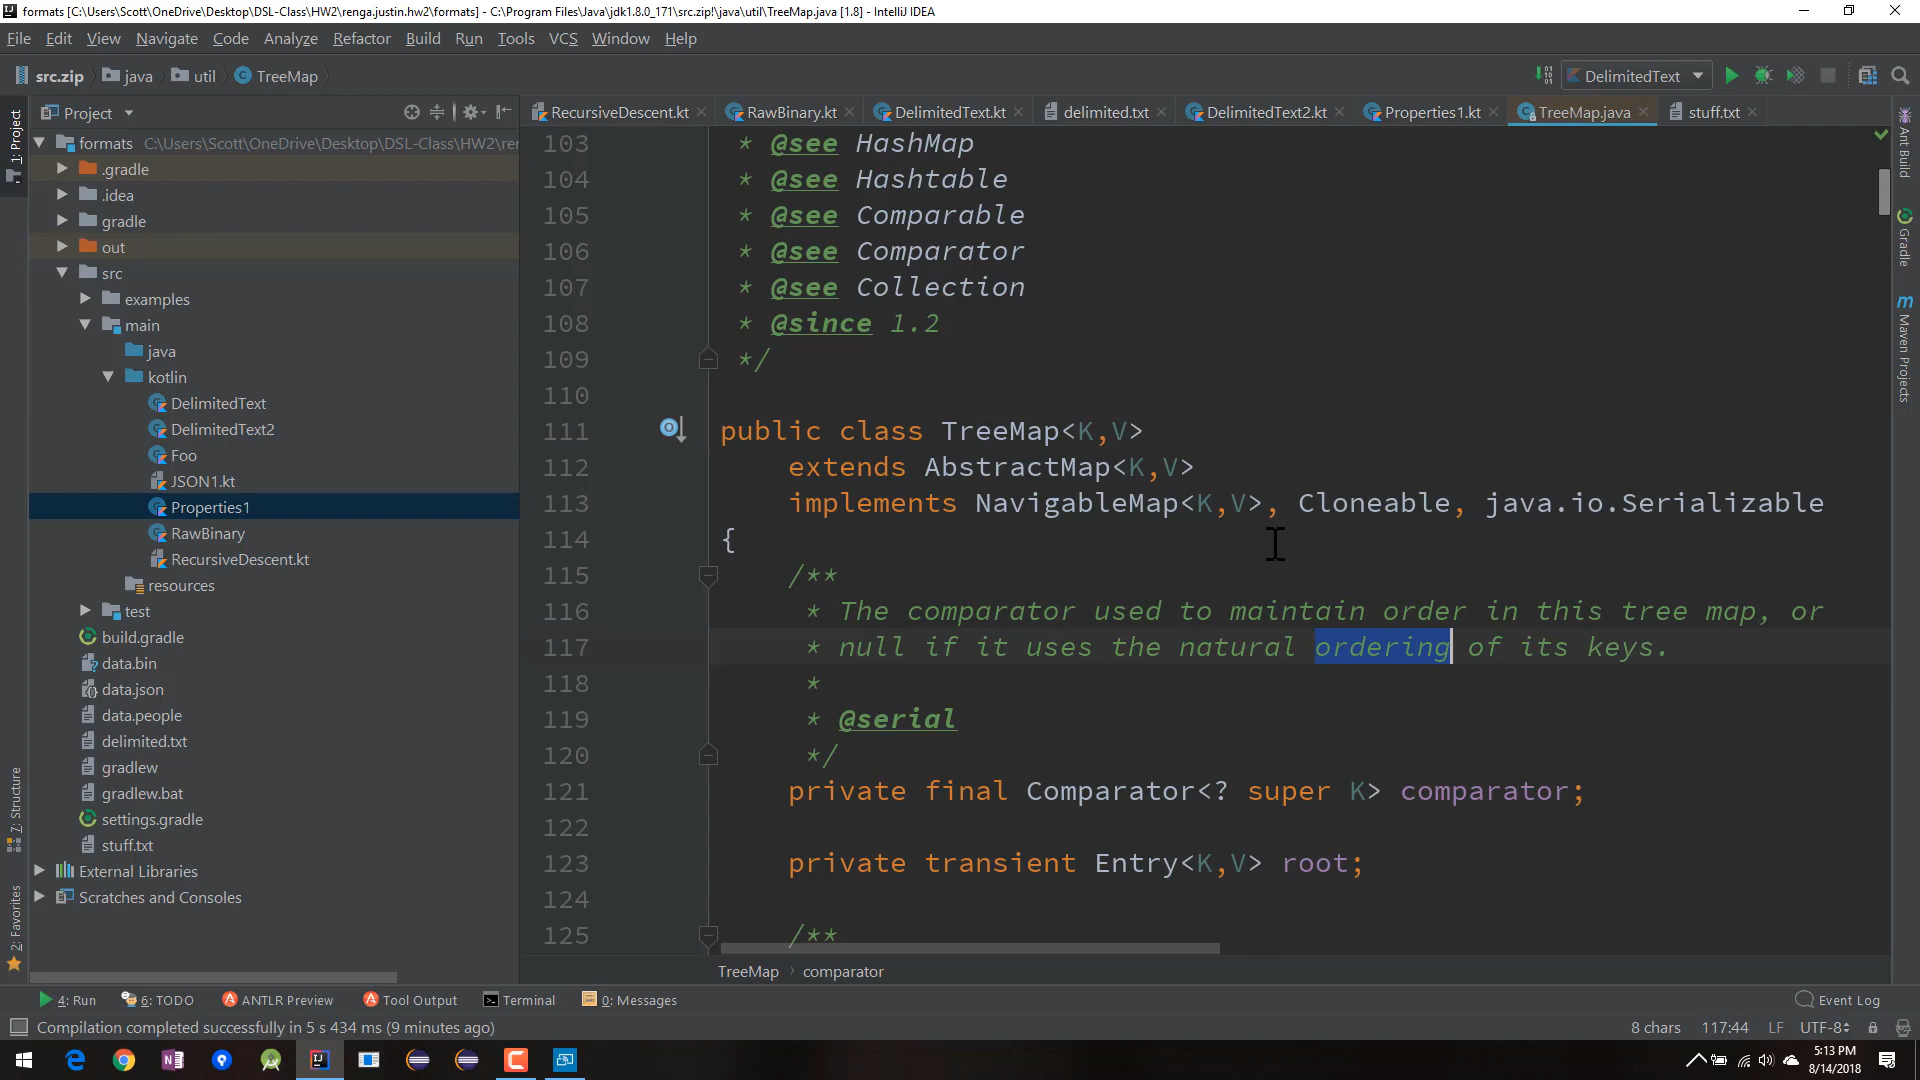 formats [C:\Users\Scott\OneDrive\Desktop\DSL-Class\HW2\renga.justin.hw2\formats] - C:\Program Files\Java\jdk1.8.0_171\src.zip!\java\util\TreeMap.java [1.8] - IntelliJ IDEA
File Edit View Navigate Code Analyze Refactor Build Run Tools VCS Window Help
src.zip java util TreeMap DelimitedText
Project
RecursiveDescent.kt RawBinary.kt DelimitedText.kt delimited.txt DelimitedText2.kt Properties1.kt TreeMap.java stuff.txt
formats C:\Users\Scott\OneDrive\Desktop\DSL-Class\HW2\ren
.gradle
.idea
gradle
out
src
examples
main
java
kotlin
DelimitedText
DelimitedText2
Foo
JSON1.kt
Properties1
RawBinary
RecursiveDescent.kt
resources
test
build.gradle
data.bin
data.json
data.people
delimited.txt
gradlew
gradlew.bat
settings.gradle
stuff.txt
External Libraries
Scratches and Consoles
1: Project
7: Structure
2: Favorites
103 * @see HashMap
104 * @see Hashtable
105 * @see Comparable
106 * @see Comparator
107 * @see Collection
108 * @since 1.2
109 */
110
111 public class TreeMap<K,V>
112 extends AbstractMap<K,V>
113 implements NavigableMap<K,V>, Cloneable, java.io.Serializable
114 {
115 /**
116 * The comparator used to maintain order in this tree map, or
117 * null if it uses the natural ordering of its keys.
118 *
119 * @serial
120 */
121 private final Comparator<? super K> comparator;
122
123 private transient Entry<K,V> root;
124
125 /**
TreeMap › comparator
Ant Build
Gradle
Maven Projects
4: Run 6: TODO ANTLR Preview Tool Output Terminal 0: Messages Event Log
Compilation completed successfully in 5 s 434 ms (9 minutes ago) 8 chars 117:44 LF UTF-8
5:13 PM
8/14/2018